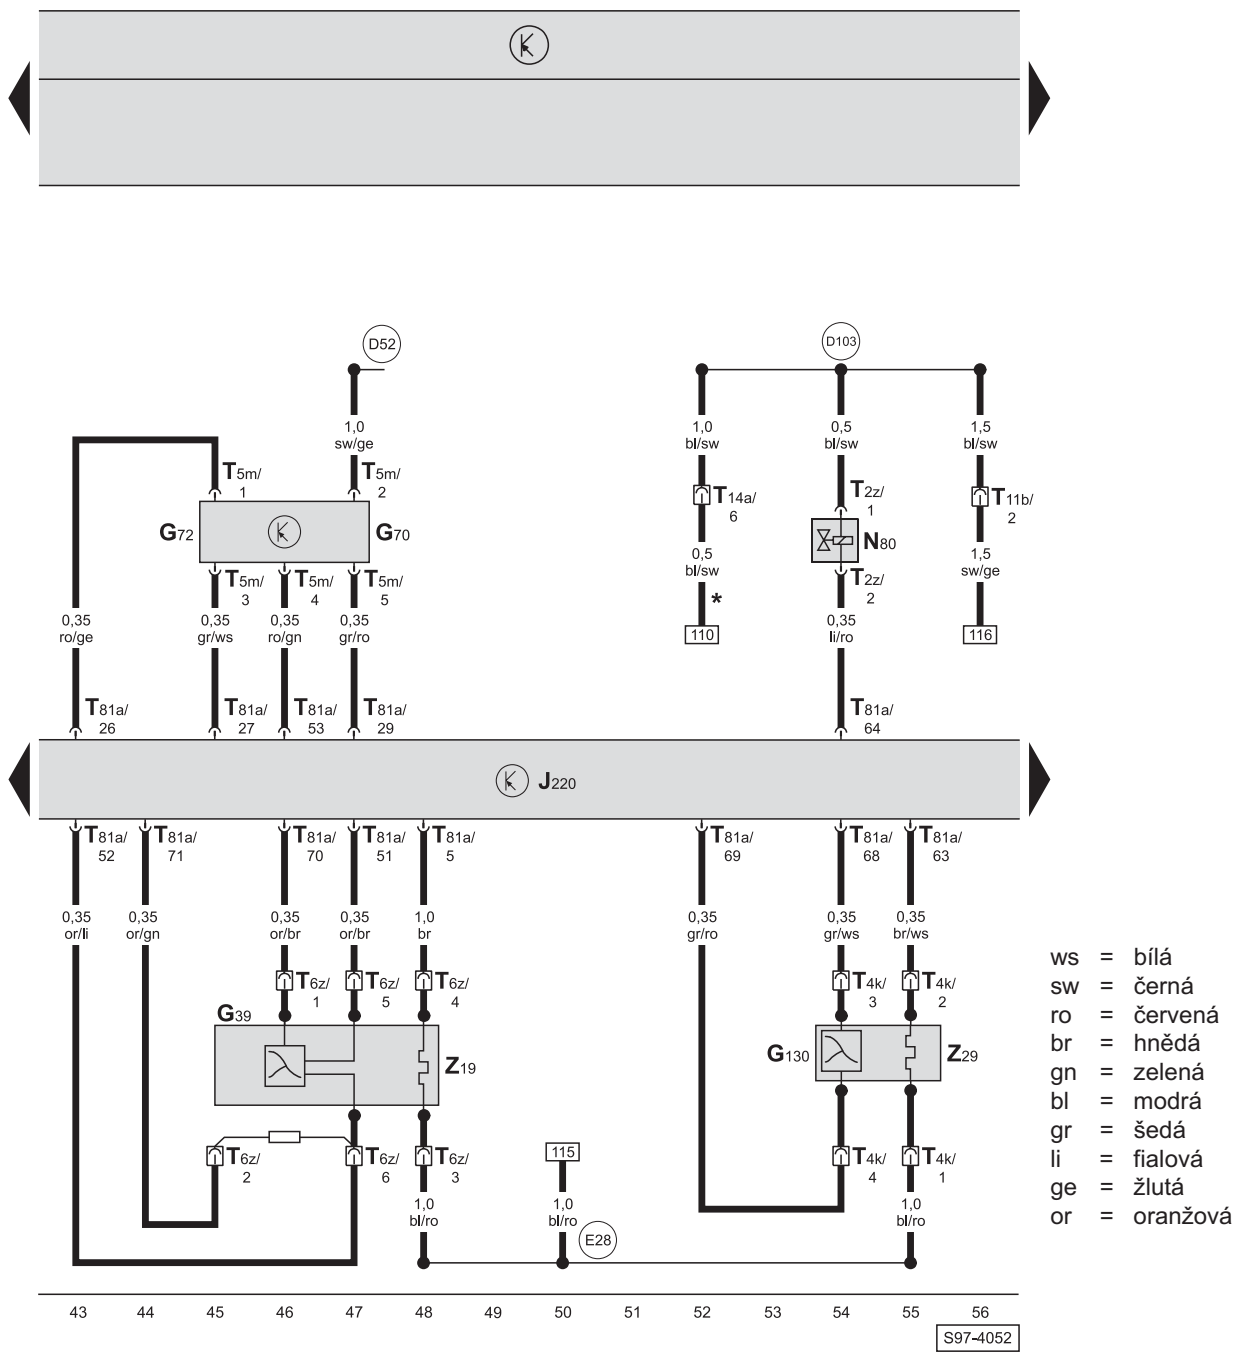 D52
D103
1,0
sw/ge
1,0
bl/sw
0,5
bl/sw
1,5
bl/sw
T5m/
1
T5m/
2
T14a/
6
T2z/
1
T11b/
2
G72
G70
N80
0,5
bl/sw
1,5
sw/ge
T5m/
3
T5m/
4
T5m/
5
T2z/
2
*
0,35
ro/ge
0,35
gr/ws
0,35
ro/gn
0,35
gr/ro
110
0,35
li/ro
116
T81a/
26
T81a/
27
T81a/
53
T81a/
29
T81a/
64
J220
T81a/
52
T81a/
71
T81a/
70
T81a/
51
T81a/
5
T81a/
69
T81a/
68
T81a/
63
0,35
or/li
0,35
or/gn
0,35
or/br
0,35
or/br
1,0
br
0,35
gr/ro
0,35
gr/ws
0,35
br/ws
T6z/
1
T6z/
5
T6z/
4
T4k/
3
T4k/
2
G39
Z19
G130
Z29
T6z/
2
T6z/
6
T6z/
3
115
T4k/
4
T4k/
1
1,0
bl/ro
1,0
bl/ro
1,0
bl/ro
E28
ws = bílá
sw = černá
ro = červená
br = hnědá
gn = zelená
bl = modrá
gr = šedá
li = fialová
ge = žlutá
or = oranžová
43 44 45 46 47 48 49 50 51 52 53 54 55 56
S97-4052